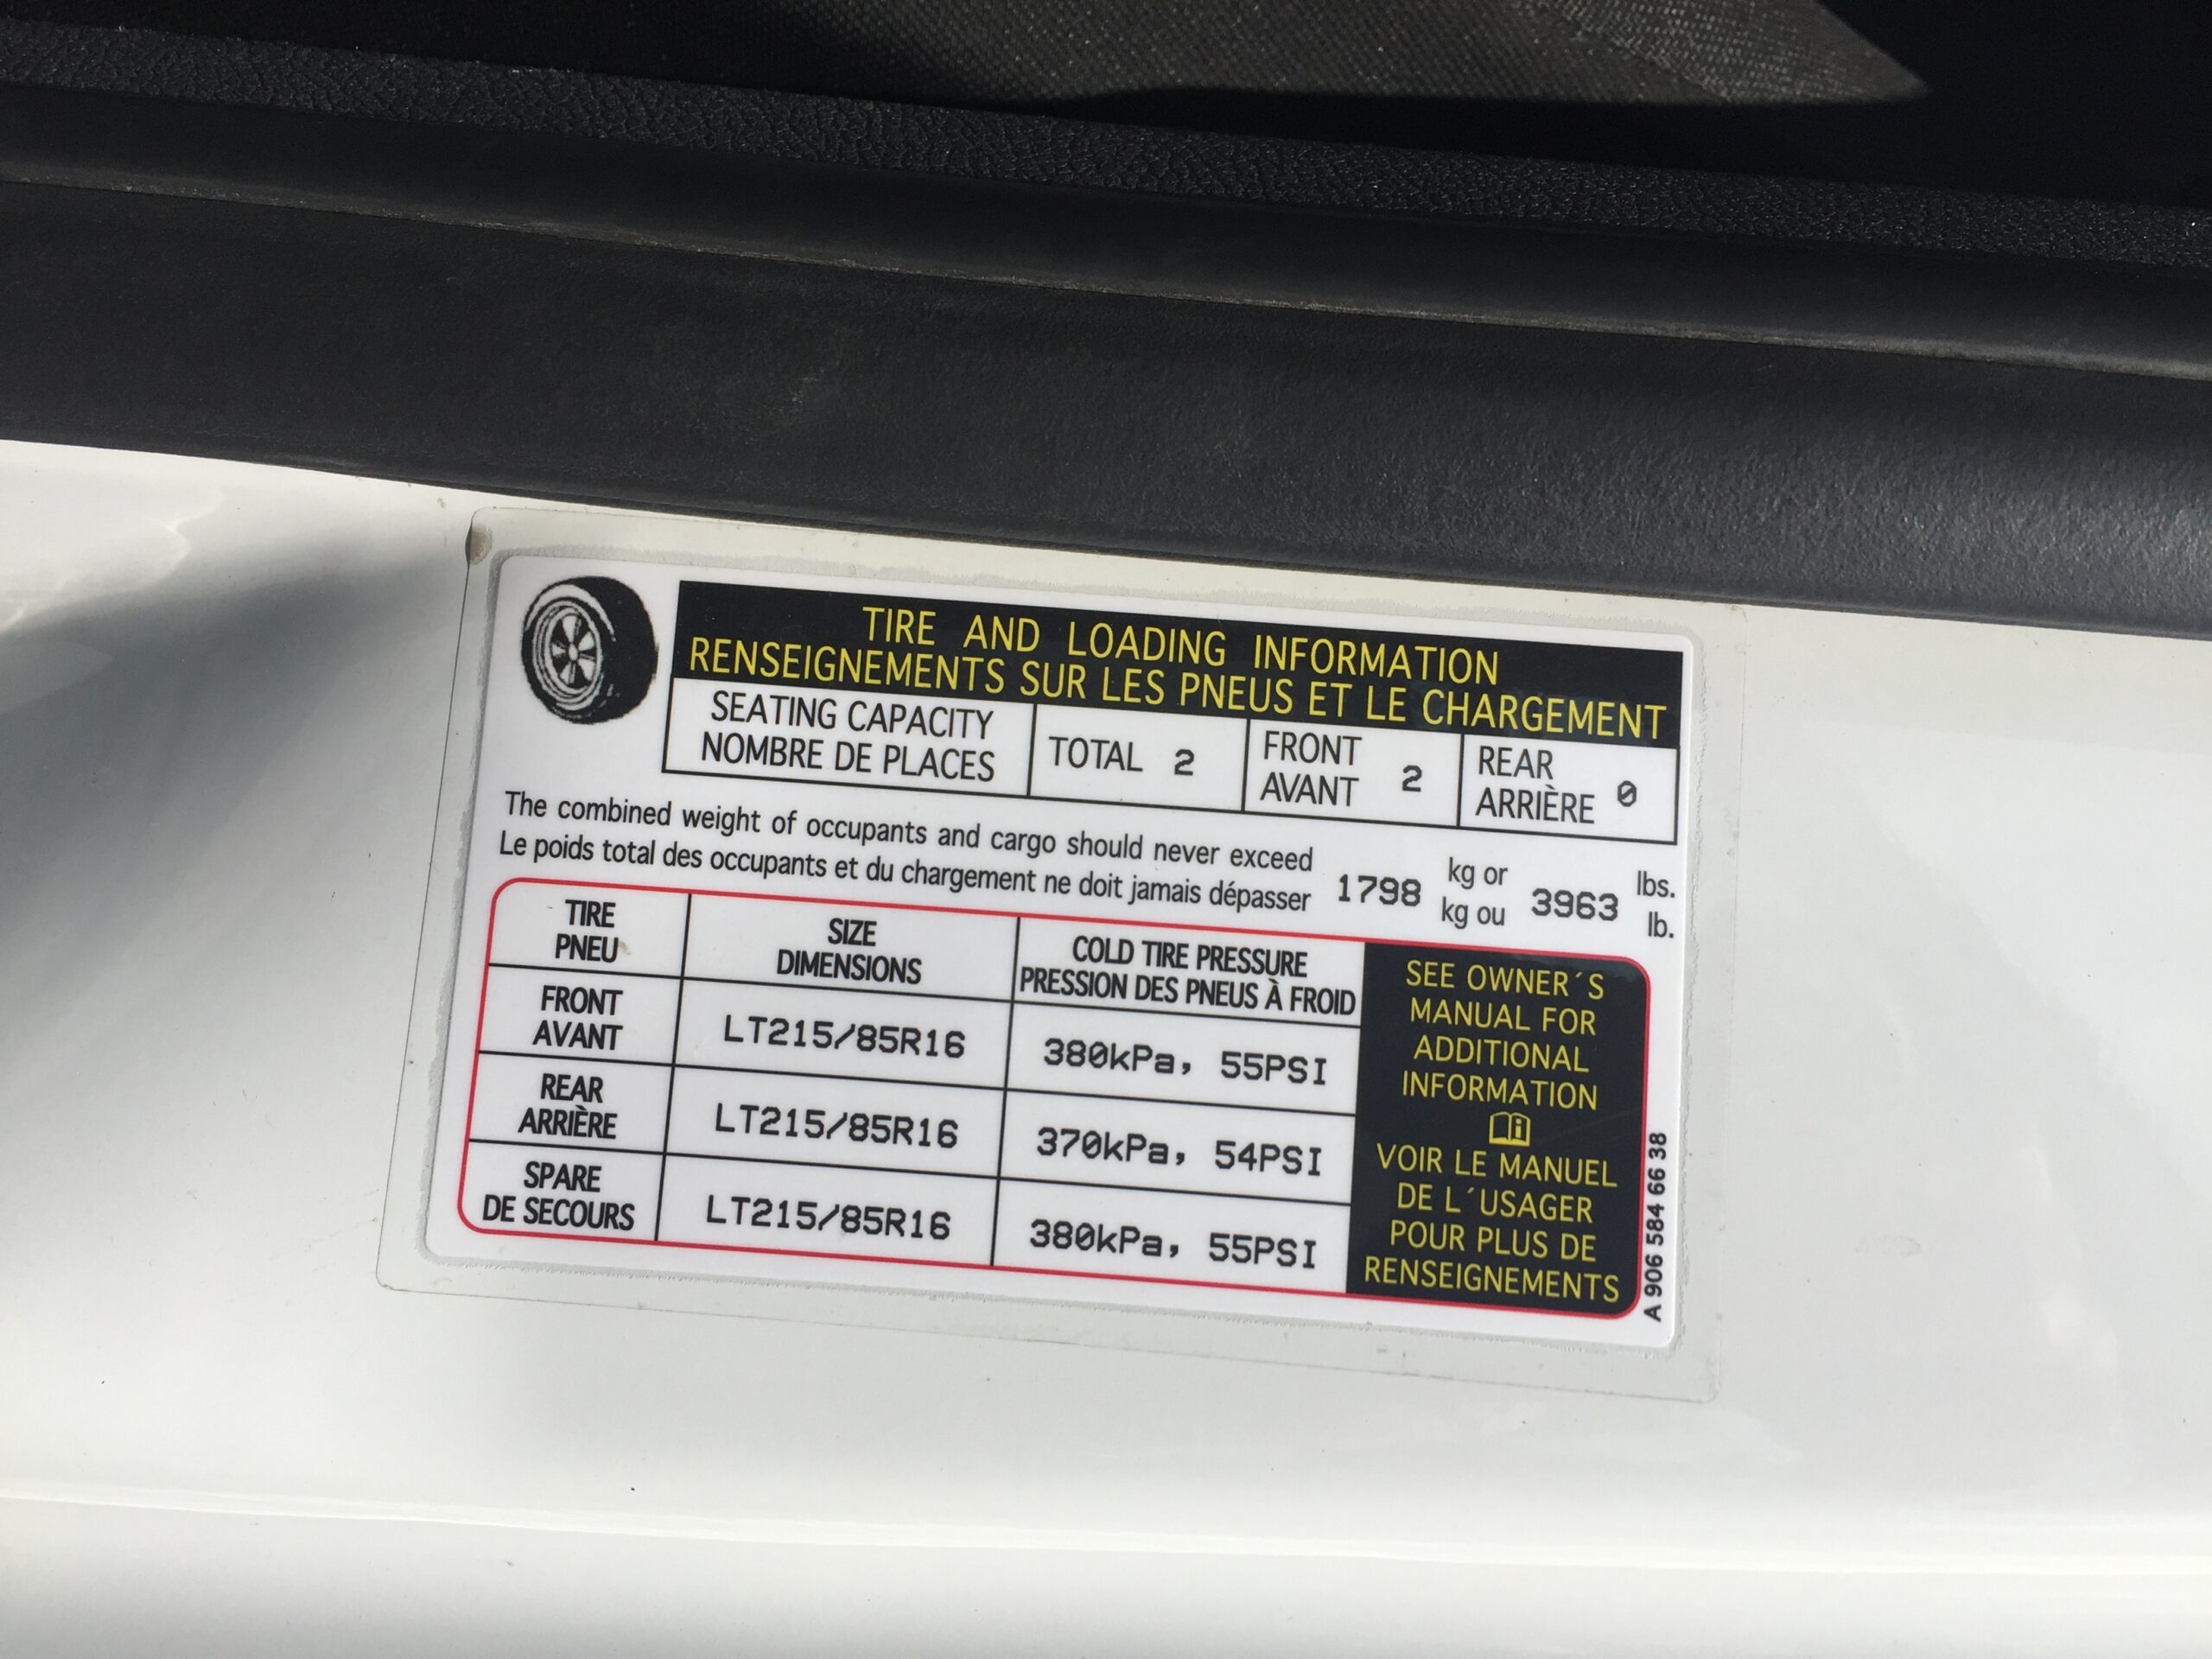 TIRE AND LOADING INFORMATION
RENSEIGNEMENTS SUR LES PNEUS ET LE CHARGEMENT
SEATING CAPACITY
NOMBRE DE PLACES
TOTAL 2
FRONT
AVANT 2
REAR
ARRIÈRE 0
The combined weight of occupants and cargo should never exceed
Le poids total des occupants et du chargement ne doit jamais dépasser
1798
kg or
kg ou
3963
lbs.
lb.
TIRE
PNEU
SIZE
DIMENSIONS
COLD TIRE PRESSURE
PRESSION DES PNEUS À FROID
FRONT
AVANT
LT215/85R16
380kPa, 55PSI
REAR
ARRIÈRE
LT215/85R16
370kPa, 54PSI
SPARE
DE SECOURS
LT215/85R16
380kPa, 55PSI
SEE OWNER´S
MANUAL FOR
ADDITIONAL
INFORMATION
VOIR LE MANUEL
DE L´USAGER
POUR PLUS DE
RENSEIGNEMENTS
A 906 584 66 38